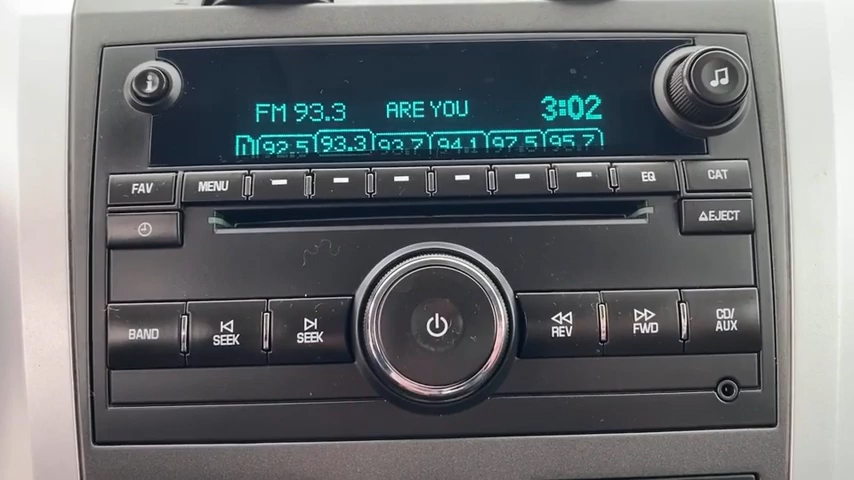 FM 93.3 ARE YOU 3:02
92.5 93.3 93.7 94.1 97.5 95.7
FAV MENU EQ CAT
EJECT
BAND SEEK SEEK REV FWD CD/
AUX